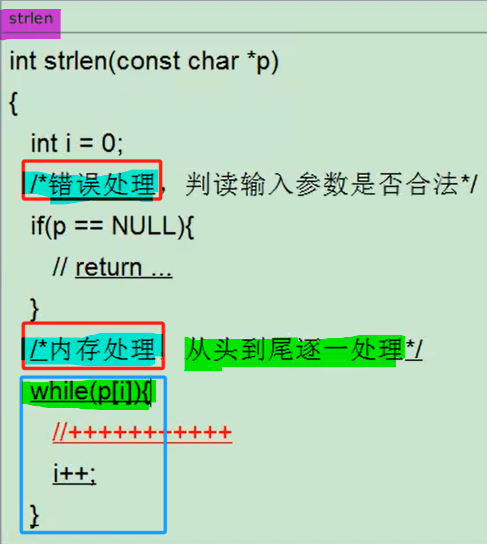 strlen
int strlen(const char *p)
{
int i = 0;
/*错误处理，判读输入参数是否合法*/
if(p == NULL){
// return ...
}
/*内存处理 从头到尾逐一处理*/
while(p[i]){
//+++++++++++
i++;
}